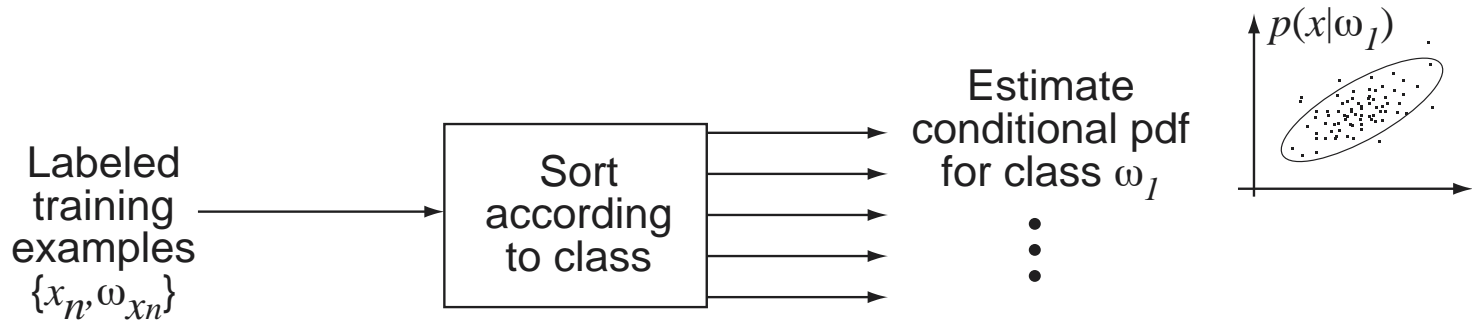 Labeled
training
examples
{xn,ωxn}
Sort
according
to class
Estimate
conditional pdf
for class ω1
p(x|ω1)